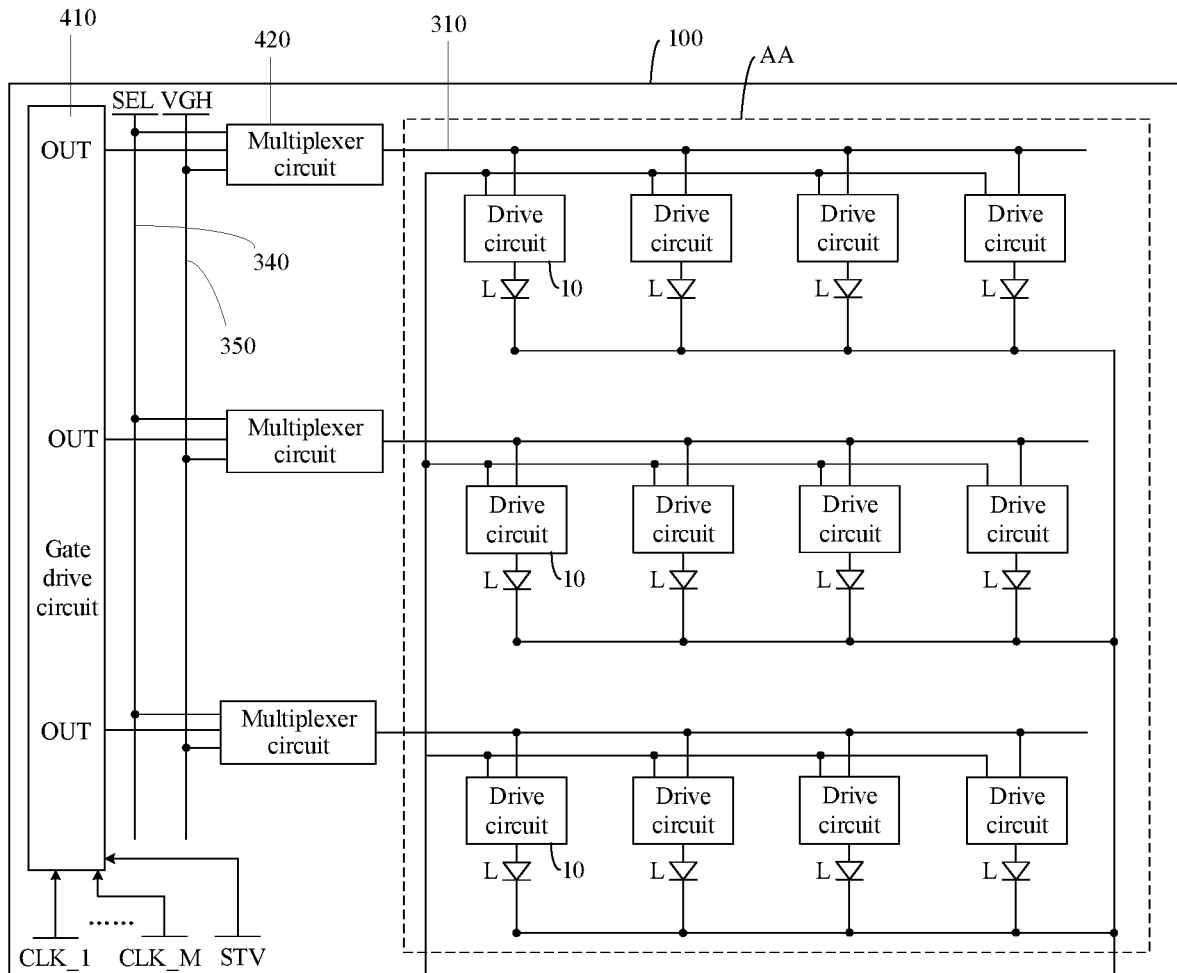 410
420
310
100
AA
SEL
VGH
OUT
Multiplexer
circuit
Drive
circuit
Drive
circuit
Drive
circuit
Drive
circuit
340
350
L
10
L
L
L
OUT
Multiplexer
circuit
Drive
circuit
Drive
circuit
Drive
circuit
Drive
circuit
Gate
drive
circuit
L
10
L
L
L
OUT
Multiplexer
circuit
Drive
circuit
Drive
circuit
Drive
circuit
Drive
circuit
L
10
L
L
L
......
CLK_1
CLK_M
STV